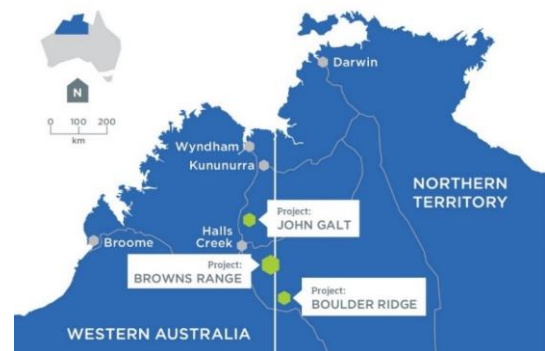 Darwin
N
0 100 200
km
Wyndham
Kununurra
NORTHERN
TERRITORY
Project:
JOHN GALT
Halls
Creek
Broome
Project:
BROWNS RANGE
Project:
BOULDER RIDGE
WESTERN AUSTRALIA